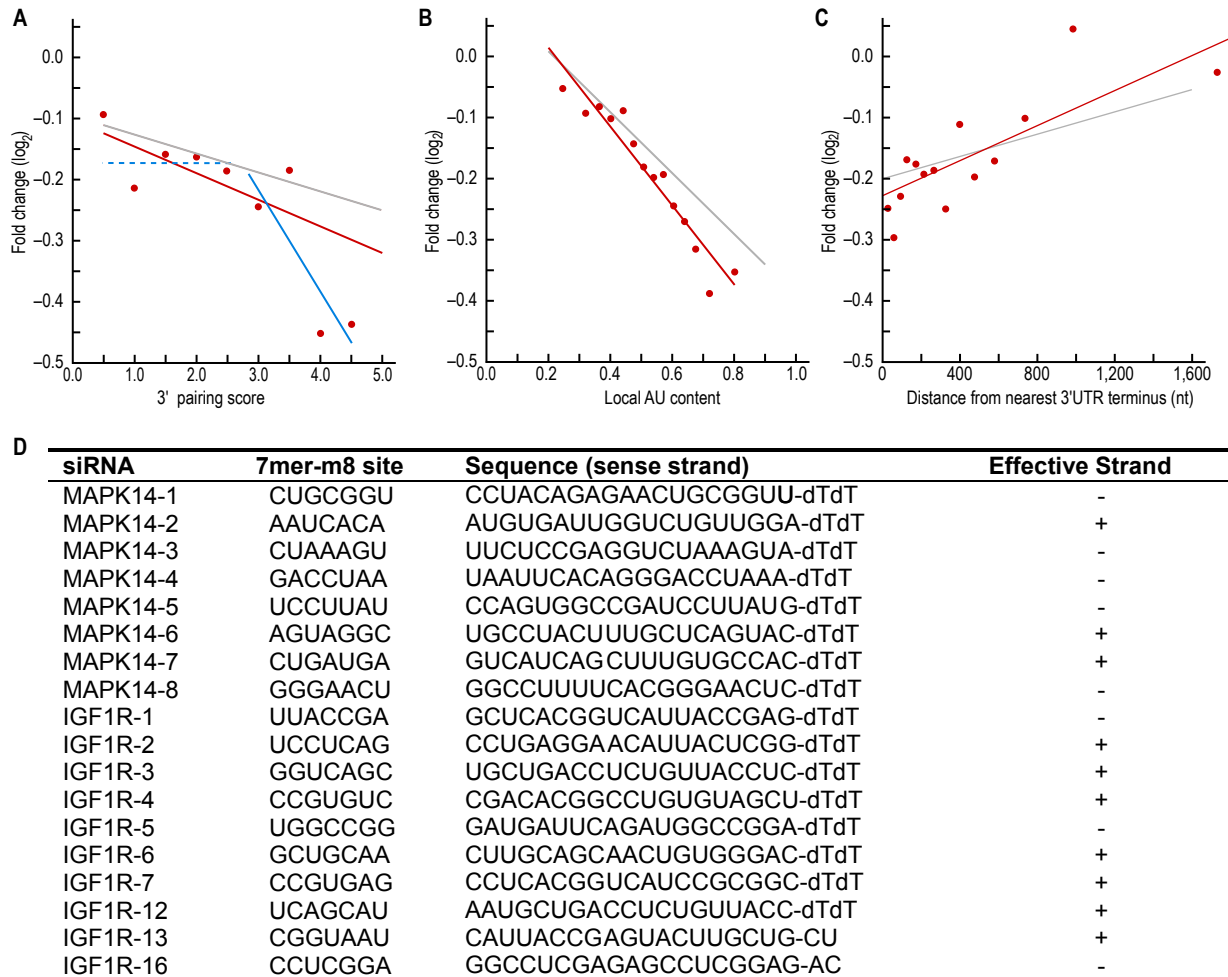 A
0.0
–0.1
–0.2
–0.3
–0.4
–0.5
Fold change (log2)
0.0 1.0 2.0 3.0 4.0 5.0
3' pairing score
B
0.0
–0.1
–0.2
–0.3
–0.4
–0.5
Fold change (log2)
0.0 0.2 0.4 0.6 0.8 1.0
Local AU content
C
0.0
–0.1
–0.2
–0.3
–0.4
–0.5
Fold change (log2)
0 400 800 1,200 1,600
Distance from nearest 3'UTR terminus (nt)
D
siRNA 7mer-m8 site Sequence (sense strand) Effective Strand
MAPK14-1 CUGCGGU CCUACAGAGAACUGCGGUU-dTdT -
MAPK14-2 AAUCACA AUGUGAUUGGUCUGUUGGA-dTdT +
MAPK14-3 CUAAAGU UUCUCCGAGGUCUAAAGUA-dTdT -
MAPK14-4 GACCUAA UAAUUCACAGGGACCUAAA-dTdT -
MAPK14-5 UCCUUAU CCAGUGGCCGAUCCUUAUG-dTdT -
MAPK14-6 AGUAGGC UGCCUACUUUGCUCAGUAC-dTdT +
MAPK14-7 CUGAUGA GUCAUCAGCUUUGUGCCAC-dTdT +
MAPK14-8 GGGAACU GGCCUUUUCACGGGAACUC-dTdT -
IGF1R-1 UUACCGA GCUCACGGUCAUUACCGAG-dTdT -
IGF1R-2 UCCUCAG CCUGAGGAACAUUACUCGG-dTdT +
IGF1R-3 GGUCAGC UGCUGACCUCUGUUACCUC-dTdT +
IGF1R-4 CCGUGUC CGACACGGCCUGUGUAGCU-dTdT +
IGF1R-5 UGGCCGG GAUGAUUCAGAUGGCCGGA-dTdT -
IGF1R-6 GCUGCAA CUUGCAGCAACUGUGGGAC-dTdT +
IGF1R-7 CCGUGAG CCUCACGGUCAUCCGCGGC-dTdT +
IGF1R-12 UCAGCAU AAUGCUGACCUCUGUUACC-dTdT +
IGF1R-13 CGGUAAU CAUUACCGAGUACUUGCUG-CU +
IGF1R-16 CCUCGGA GGCCUCGAGAGCCUCGGAG-AC -